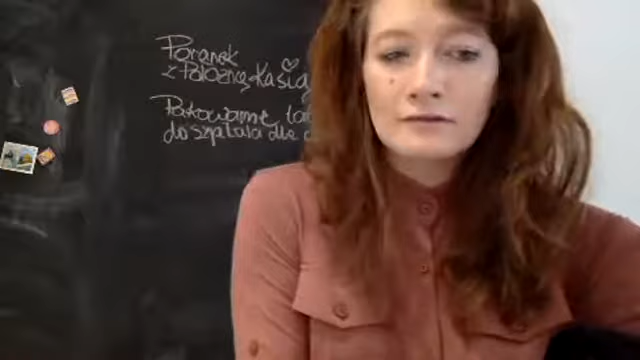 Poranek
z Położną Kasią
Pakowanie
do szpitala dla